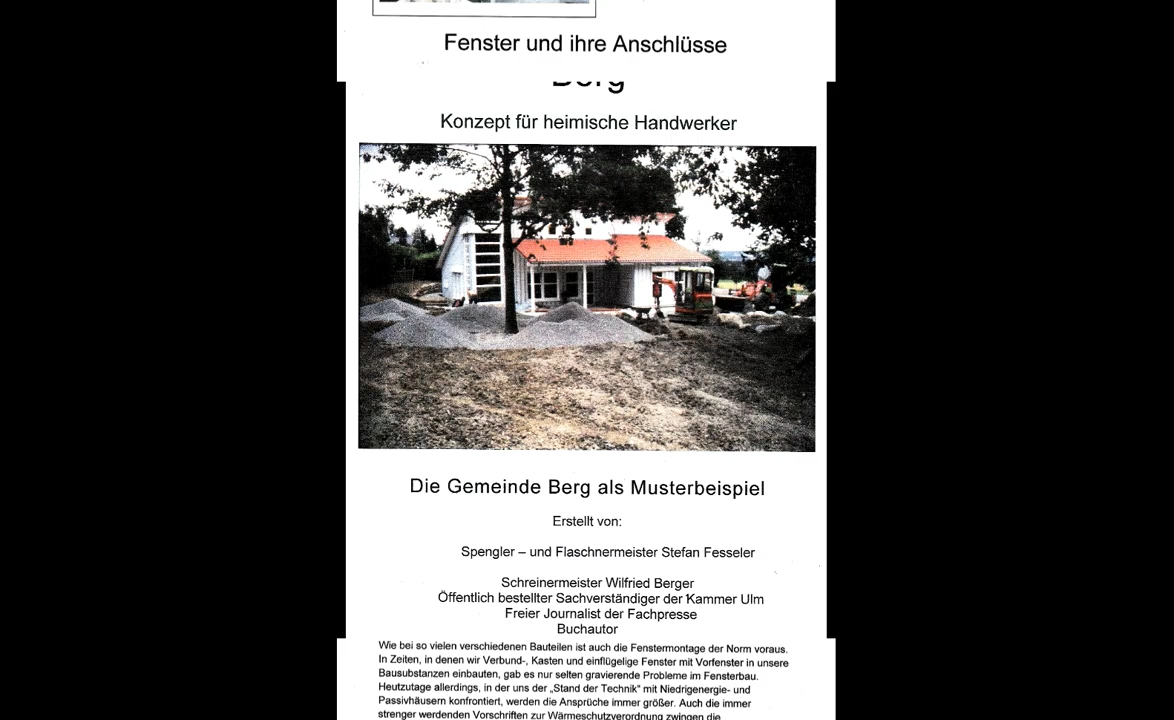 Fenster und ihre Anschlüsse
Berg
Konzept für heimische Handwerker
Die Gemeinde Berg als Musterbeispiel
Erstellt von:
Spengler – und Flaschnermeister Stefan Fesseler
Schreinermeister Wilfried Berger
Öffentlich bestellter Sachverständiger der Kammer Ulm
Freier Journalist der Fachpresse
Buchautor
Wie bei so vielen verschiedenen Bauteilen ist auch die Fenstermontage der Norm voraus.
In Zeiten, in denen wir Verbund-, Kasten und einflügelige Fenster mit Vorfenster in unsere
Bausubstanzen einbauten, gab es nur selten gravierende Probleme im Fensterbau.
Heutzutage allerdings, in der uns der „Stand der Technik" mit Niedrigenergie- und
Passivhäusern konfrontiert, werden die Ansprüche immer größer. Auch die immer
strenger werdenden Vorschriften zur Wärmeschutzverordnung zwingen die